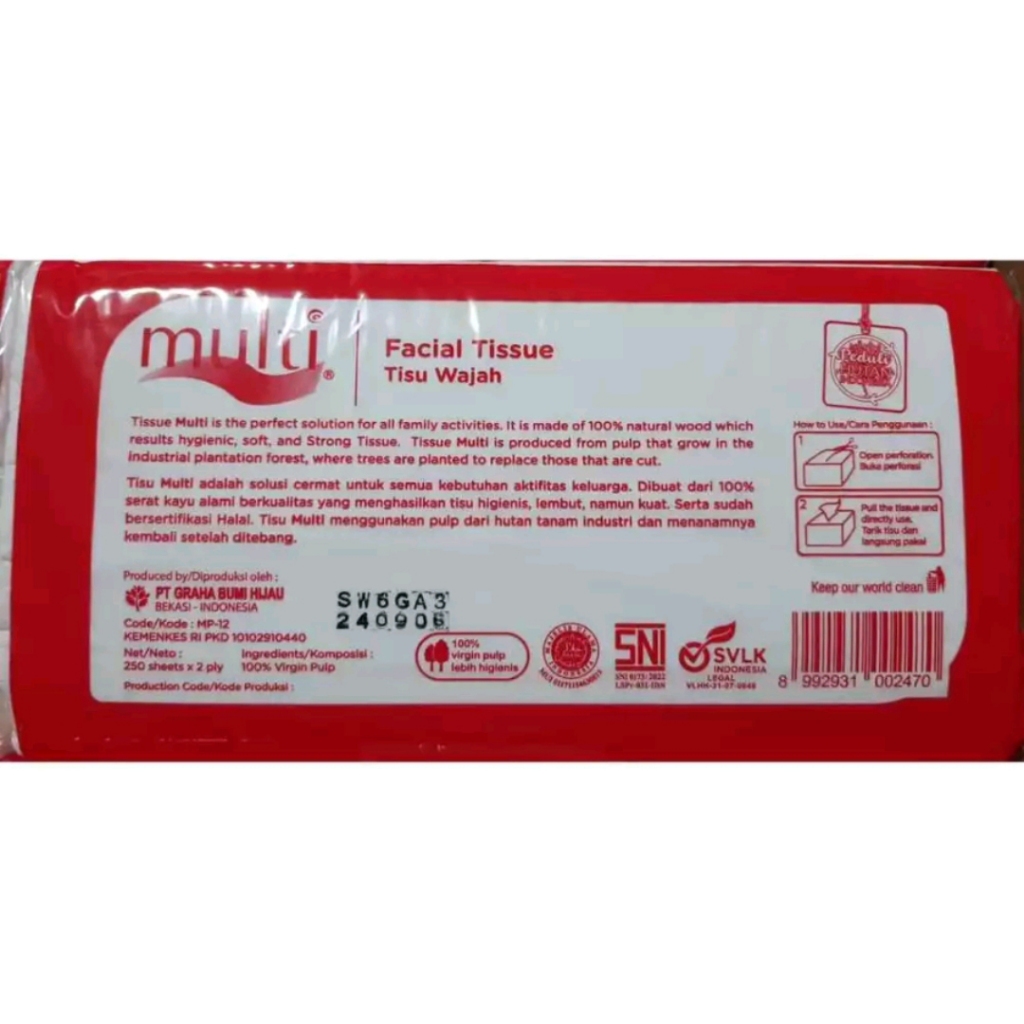 multi®
Facial Tissue
Tisu Wajah
Tissue Multi is the perfect solution for all family activities. It is made of 100% natural wood which
results hygienic, soft, and Strong Tissue. Tissue Multi is produced from pulp that grow in the
industrial plantation forest, where trees are planted to replace those that are cut.
Tisu Multi adalah solusi cermat untuk semua kebutuhan aktifitas keluarga. Dibuat dari 100%
serat kayu alami berkualitas yang menghasilkan tisu higienis, lembut, namun kuat. Serta sudah
bersertifikasi Halal. Tisu Multi menggunakan pulp dari hutan tanam industri dan menanamnya
kembali setelah ditebang.
Peduli
HUTAN
How to Use/Cara Penggunaan :
1
Open perforation
Buka perforasi
2
Pull the tissue and
directly use.
Tarik tisu dan
langsung pakai
Keep our world clean
Produced by/Diproduksi oleh :
PT GRAHA BUMI HIJAU
BEKASI - INDONESIA
Code/Kode : MP-12
KEMENKES RI PKD 10102910440
Net/Neto :
250 sheets x 2 ply
Ingredients/Komposisi :
100% Virgin Pulp
Production Code/Kode Produksi :
SW6GA3
240906
100%
virgin pulp
lebih higienis
MAJELIS ULAMA
INDONESIA
SNI
SVLK
INDONESIA
LEGAL
8 992931 002470